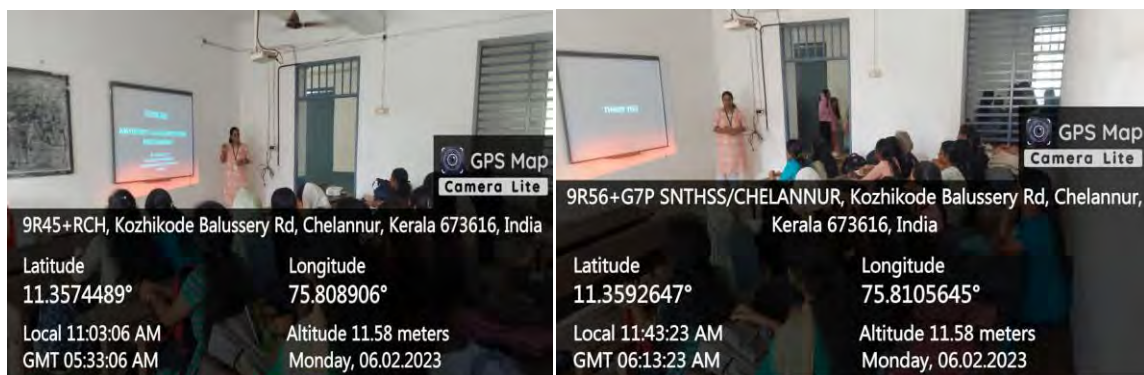 GPS Map
Camera Lite
9R45+RCH, Kozhikode Balussery Rd, Chelannur, Kerala 673616, India
Latitude
11.3574489°
Longitude
75.808906°
Local 11:03:06 AM
GMT 05:33:06 AM
Altitude 11.58 meters
Monday, 06.02.2023
THANK YOU
GPS Map
Camera Lite
9R56+G7P SNTHSS/CHELANNUR, Kozhikode Balussery Rd, Chelannur,
Kerala 673616, India
Latitude
11.3592647°
Longitude
75.8105645°
Local 11:43:23 AM
GMT 06:13:23 AM
Altitude 11.58 meters
Monday, 06.02.2023